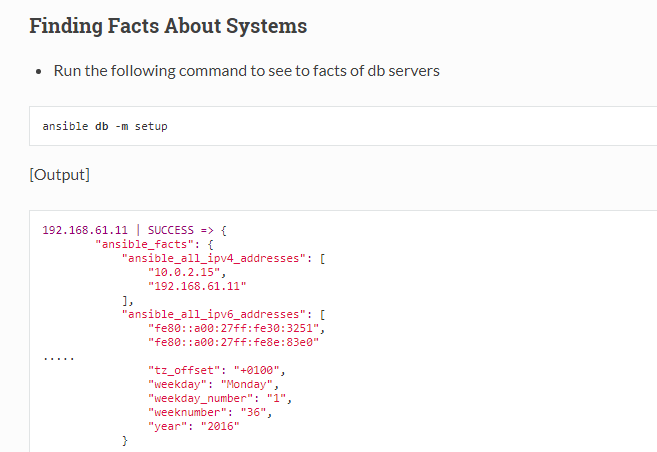 Finding Facts About Systems
• Run the following command to see to facts of db servers
ansible db -m setup
[Output]
192.168.61.11 | SUCCESS => {
"ansible_facts": {
"ansible_all_ipv4_addresses": [
"10.0.2.15",
"192.168.61.11"
],
"ansible_all_ipv6_addresses": [
"fe80::a00:27ff:fe30:3251",
"fe80::a00:27ff:fe8e:83e0"
.....
"tz_offset": "+0100",
"weekday": "Monday",
"weekday_number": "1",
"weeknumber": "36",
"year": "2016"
}